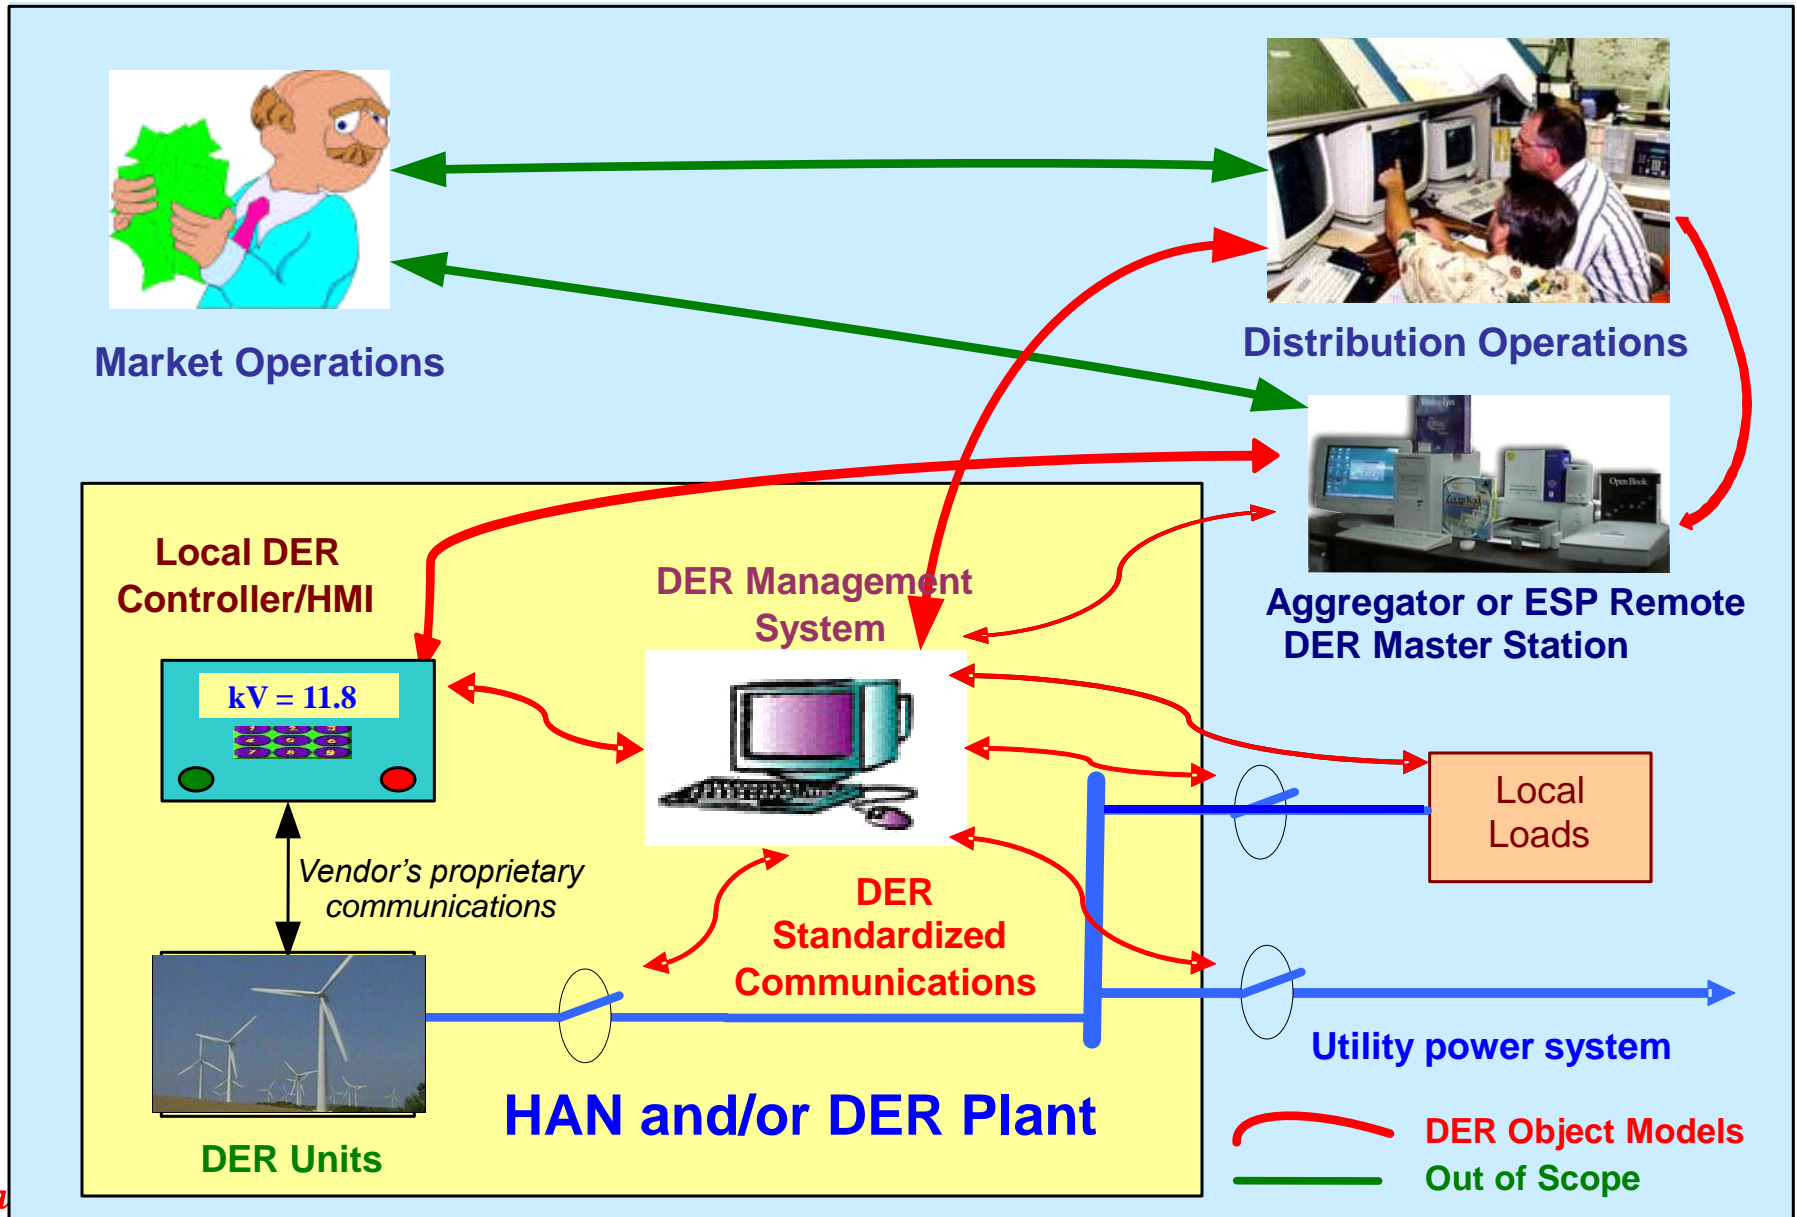 Market Operations
Distribution Operations
Open Book
Aggregator or ESP Remote
DER Master Station
Local DER
Controller/HMI
DER Management
System
kV = 11.8
Local
Loads
Vendor's proprietary
communications
DER
Standardized
Communications
Utility power system
HAN and/or DER Plant
DER Units
DER Object Models
Out of Scope